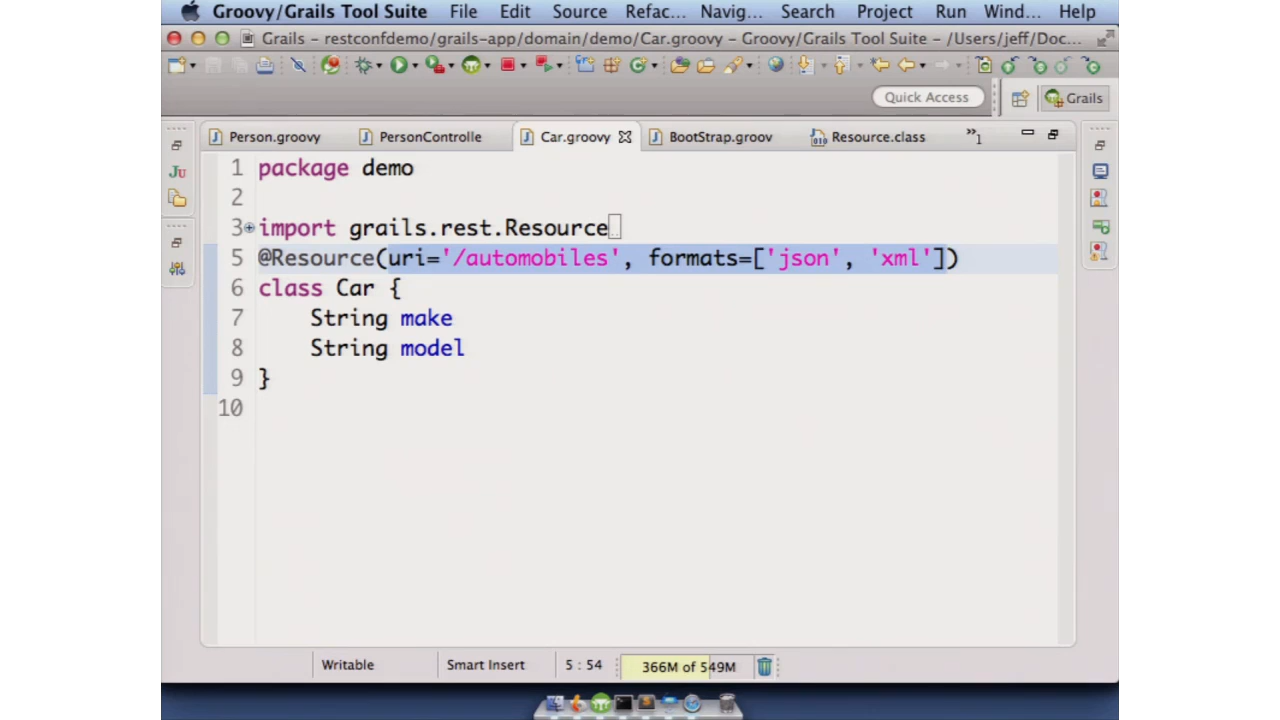 Groovy/Grails Tool Suite File Edit Source Refac... Navig... Search Project Run Wind... Help
Grails – restconfdemo/grails-app/domain/demo/Car.groovy – Groovy/Grails Tool Suite – /Users/jeff/Doc...
Quick Access Grails
Person.groovy PersonControlle Car.groovy BootStrap.groov Resource.class »1
1 package demo
2
3 import grails.rest.Resource
5 @Resource(uri='/automobiles', formats=['json', 'xml'])
6 class Car {
7 String make
8 String model
9 }
10
Writable Smart Insert 5 : 54 366M of 549M